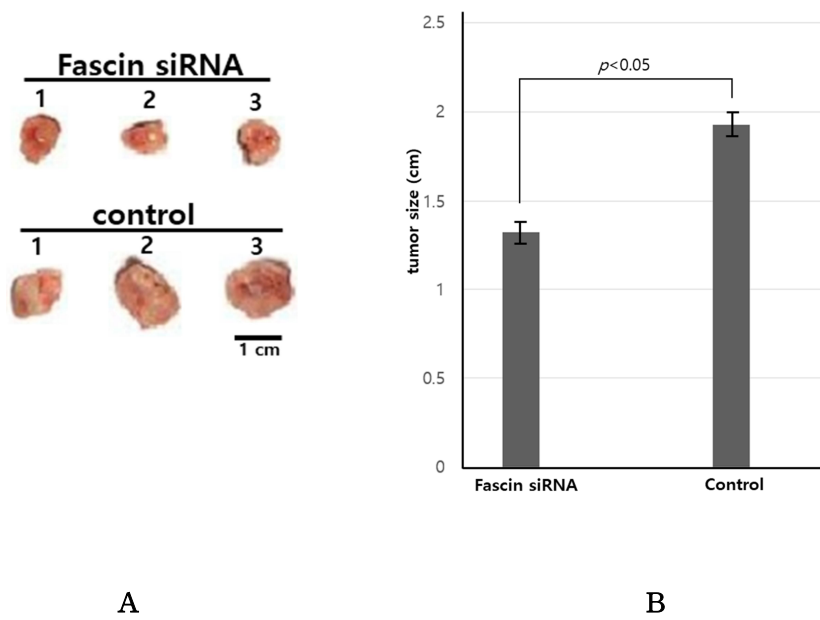 Fascin siRNA
1 2 3
control
1 2 3
1 cm
A
2.5
2
1.5
1
0.5
0
tumor size (cm)
p<0.05
Fascin siRNA Control
B